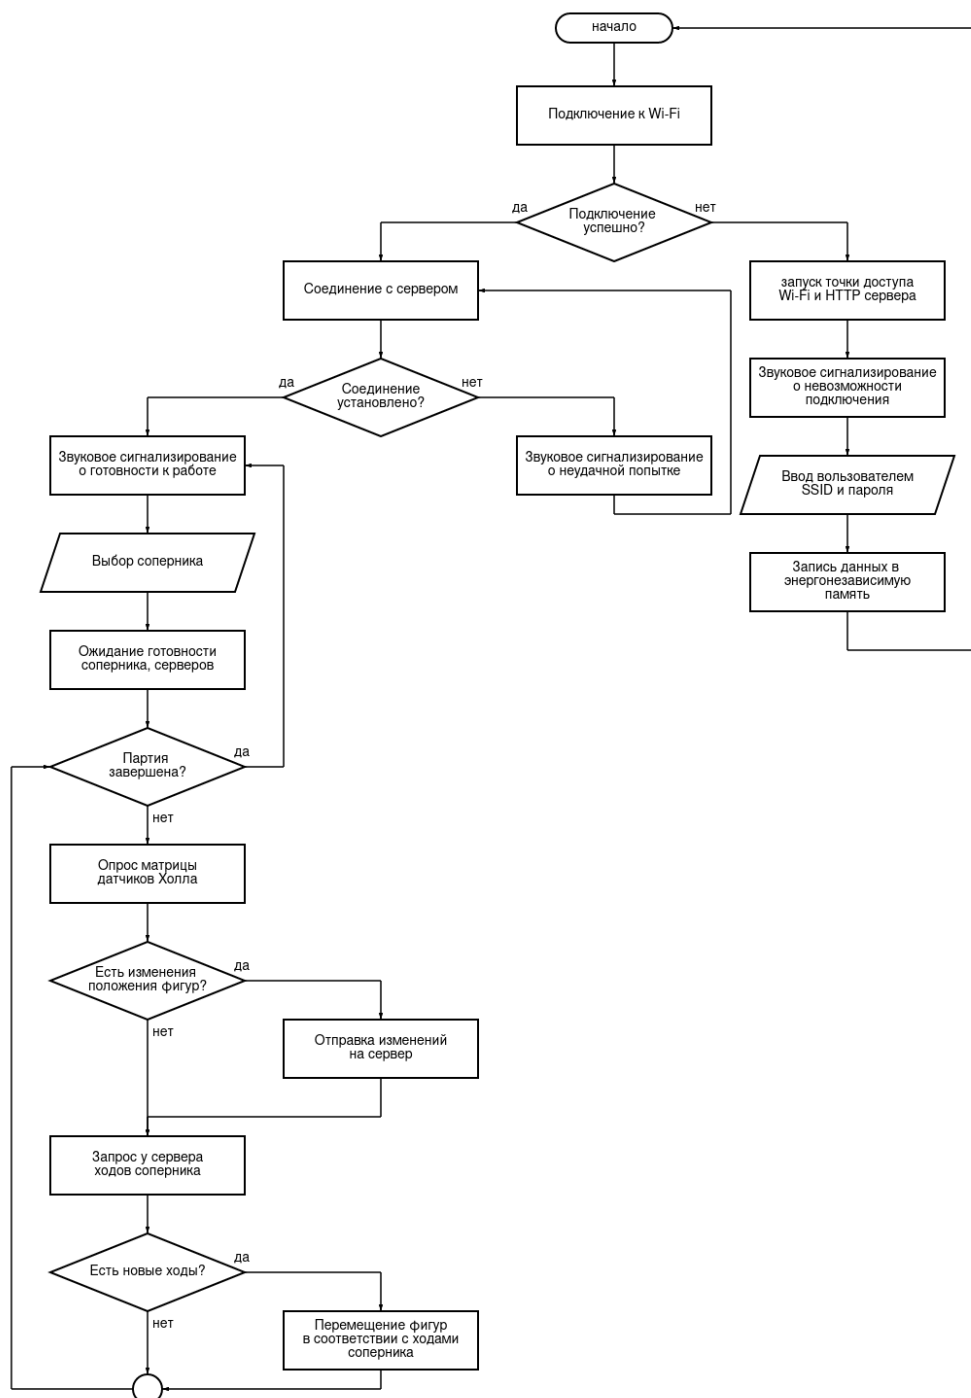 начало
Подключение к Wi-Fi
Подключение
успешно?
да
нет
Соединение с сервером
запуск точки доступа
Wi-Fi и HTTP сервера
Соединение
установлено?
да
нет
Звуковое сигнализирование
о невозможности
подключения
Звуковое сигнализирование
о готовности к работе
Звуковое сигнализирование
о неудачной попытке
Ввод вользователем
SSID и пароля
Выбор соперника
Запись данных в
энергонезависимую
память
Ожидание готовности
соперника, серверов
Партия
завершена?
да
нет
Опрос матрицы
датчиков Холла
Есть изменения
положения фигур?
да
нет
Отправка изменений
на сервер
Запрос у сервера
ходов соперника
Есть новые ходы?
да
нет
Перемещение фигур
в соответствии с ходами
соперника